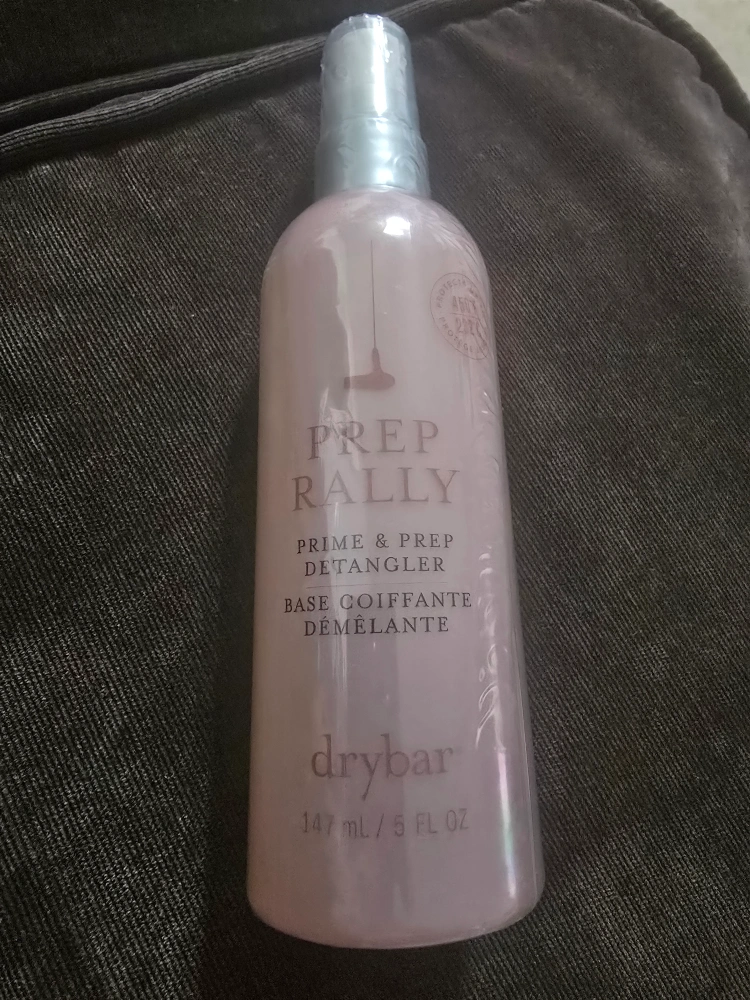 PREP
RALLY
PRIME & PREP
DETANGLER
BASE COIFFANTE
DÉMÊLANTE
drybar
147 mL / 5 FL OZ